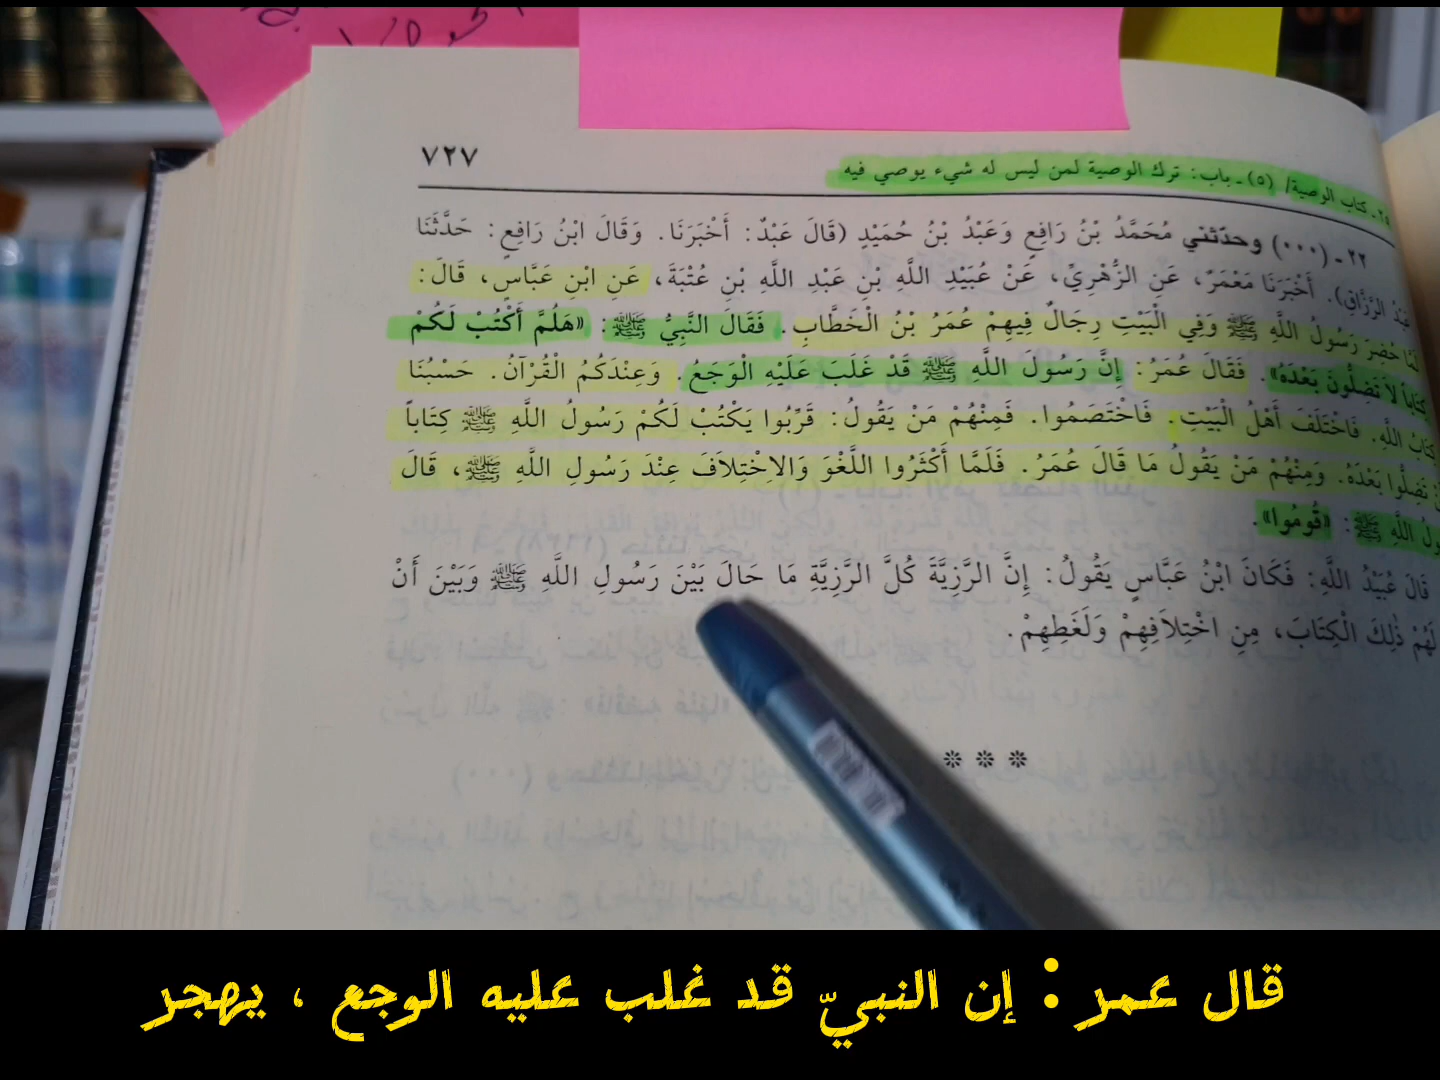 ٧٢٧
٢٥ - كتاب الوصية/ (٥) - باب: ترك الوصية لمن ليس له شيء يوصي فيه
٢٢ - (٠٠٠) وحدّثني مُحَمَّدُ بْنُ رَافِعٍ وَعَبْدُ بْنُ حُمَيْدٍ (قَالَ عَبْدٌ: أَخْبَرَنَا. وَقَالَ ابْنُ رَافِعٍ: حَدَّثَنَا
عَبْدُ الرَّزَّاقِ). أَخْبَرَنَا مَعْمَرٌ، عَنِ الزُّهْرِيِّ، عَنْ عُبَيْدِ اللَّهِ بْنِ عَبْدِ اللَّهِ بْنِ عُتْبَةَ، عَنِ ابْنِ عَبَّاسٍ، قَالَ:
لَمَّا حُضِرَ رَسُولُ اللَّهِ ﷺ وَفِي الْبَيْتِ رِجَالٌ فِيهِمْ عُمَرُ بْنُ الْخَطَّابِ. فَقَالَ النَّبِيُّ ﷺ: «هَلُمَّ أَكْتُبْ لَكُمْ
كِتَاباً لَا تَضِلُّونَ بَعْدَهُ». فَقَالَ عُمَرُ: إِنَّ رَسُولَ اللَّهِ ﷺ قَدْ غَلَبَ عَلَيْهِ الْوَجَعُ. وَعِنْدَكُمُ الْقُرْآنُ. حَسْبُنَا
كِتَابُ اللَّهِ. فَاخْتَلَفَ أَهْلُ الْبَيْتِ. فَاخْتَصَمُوا. فَمِنْهُمْ مَنْ يَقُولُ: قَرِّبُوا يَكْتُبْ لَكُمْ رَسُولُ اللَّهِ ﷺ كِتَاباً
تَضِلُّوا بَعْدَهُ. وَمِنْهُمْ مَنْ يَقُولُ مَا قَالَ عُمَرُ. فَلَمَّا أَكْثَرُوا اللَّغْوَ وَالِاخْتِلَافَ عِنْدَ رَسُولِ اللَّهِ ﷺ، قَالَ
اللَّهِ ﷺ: «قُومُوا».
قَالَ عُبَيْدُ اللَّهِ: فَكَانَ ابْنُ عَبَّاسٍ يَقُولُ: إِنَّ الرَّزِيَّةَ كُلَّ الرَّزِيَّةِ مَا حَالَ بَيْنَ رَسُولِ اللَّهِ ﷺ وَبَيْنَ أَنْ
لَهُمْ ذَلِكَ الْكِتَابَ، مِنِ اخْتِلَافِهِمْ وَلَغَطِهِمْ.
قال عمر : إن النبيّ قد غلب عليه الوجع ، يهجر